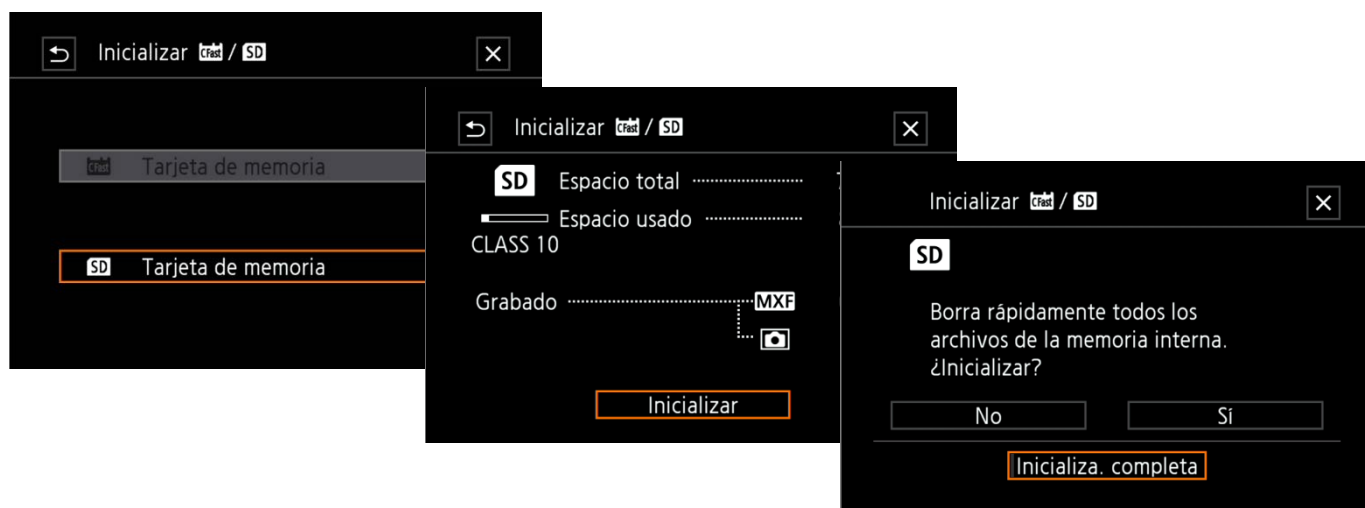 Inicializar CFast / SD
CFast Tarjeta de memoria
SD Tarjeta de memoria
Inicializar CFast / SD
SD Espacio total
Espacio usado
CLASS 10
Grabado MXF
Inicializar
Inicializar CFast / SD
SD
Borra rápidamente todos los
archivos de la memoria interna.
¿Inicializar?
No Sí
Inicializa. completa